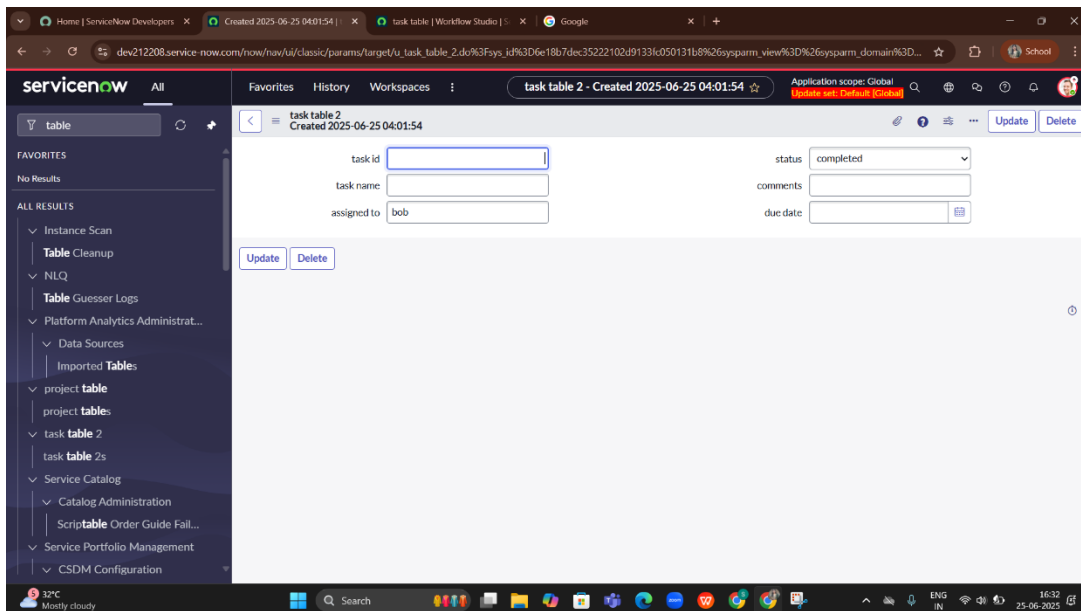 Home | ServiceNow Developers
Created 2025-06-25 04:01:54 |
task table | Workflow Studio | S
Google
dev212208.service-now.com/now/nav/ui/classic/params/target/u_task_table_2.do%3Fsys_id%3D6e18b7dec35222102d9133fc050131b8%26sysparm_view%3D%26sysparm_domain%3D...
School
servicenow
All
Favorites History Workspaces
task table 2 - Created 2025-06-25 04:01:54
Application scope: Global
Update set: Default [Global]
table
task table 2
Created 2025-06-25 04:01:54
Update Delete
FAVORITES
No Results
ALL RESULTS
Instance Scan
Table Cleanup
NLQ
Table Guesser Logs
Platform Analytics Administrat...
Data Sources
Imported Tables
project table
project tables
task table 2
task table 2s
Service Catalog
Catalog Administration
Scriptable Order Guide Fail...
Service Portfolio Management
CSDM Configuration
task id
task name
assigned to bob
status completed
comments
due date
Update Delete
5
32°C
Mostly cloudy
Search
ENG
IN
16:32
25-06-2025